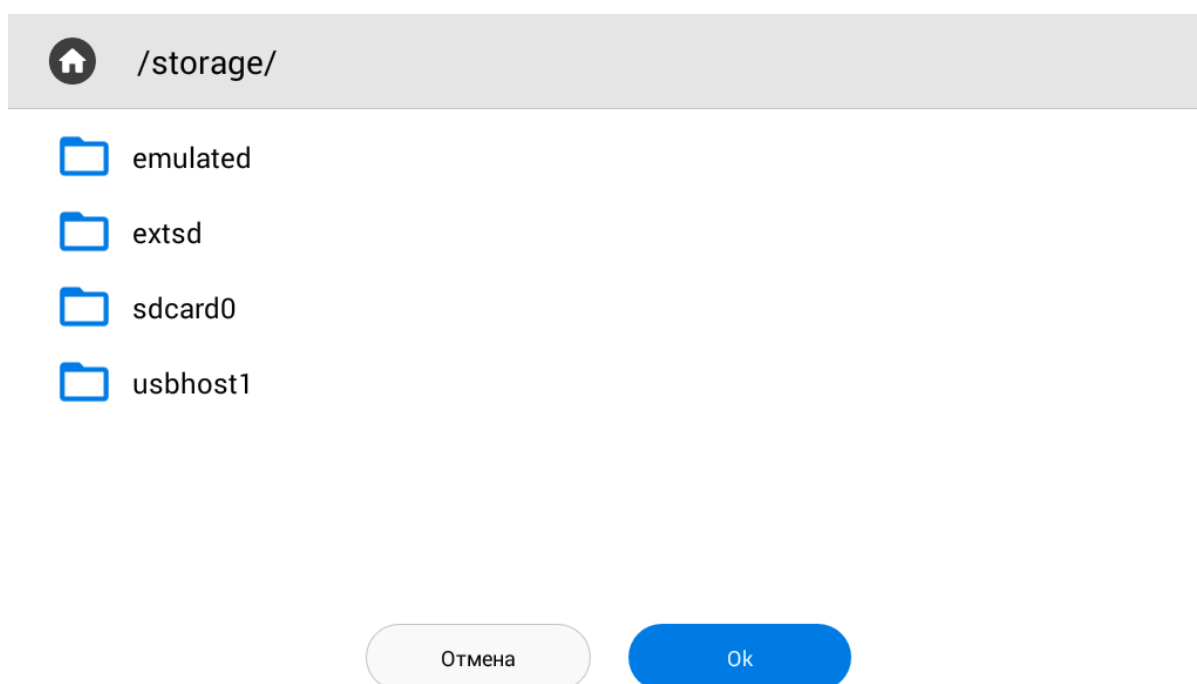 /storage/
emulated
extsd
sdcard0
usbhost1
Отмена
Ok